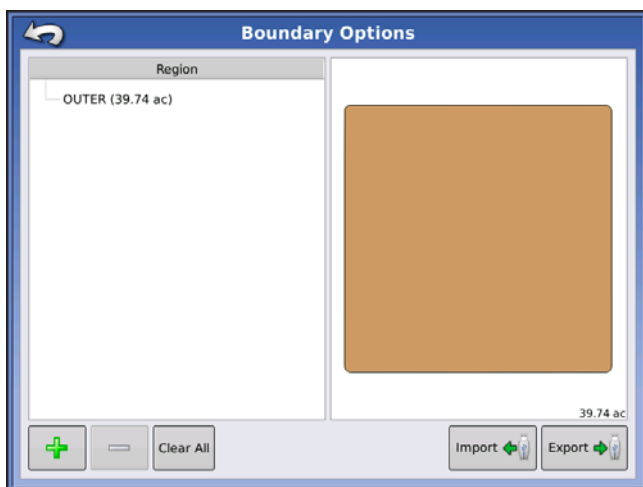 Boundary Options
Region
OUTER (39.74 ac)
39.74 ac
Clear All
Import
Export